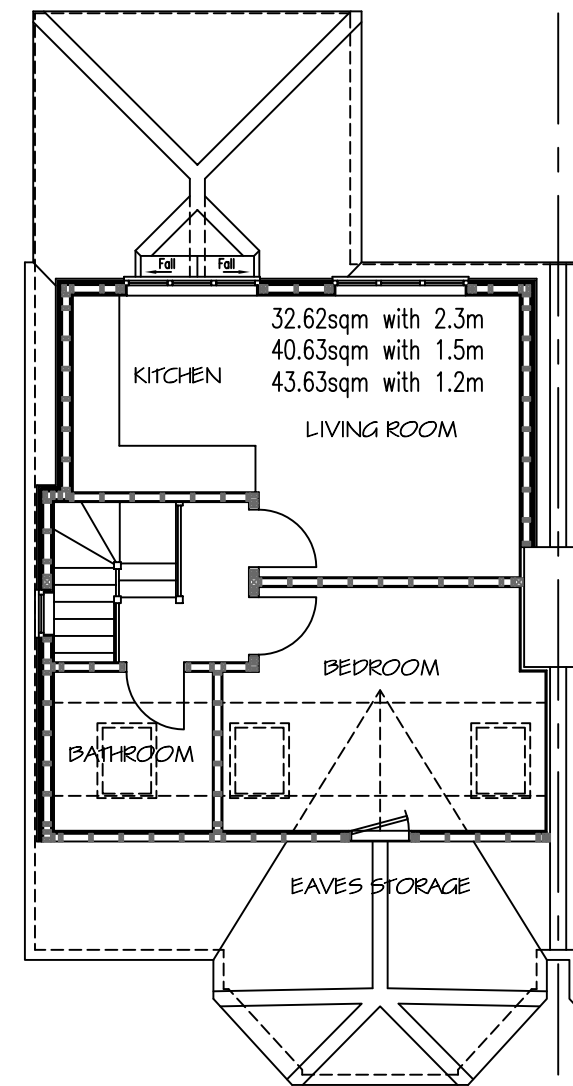 Fall Fall
32.62sqm with 2.3m
40.63sqm with 1.5m
43.63sqm with 1.2m
KITCHEN
LIVING ROOM
BEDROOM
BATHROOM
EAVES STORAGE